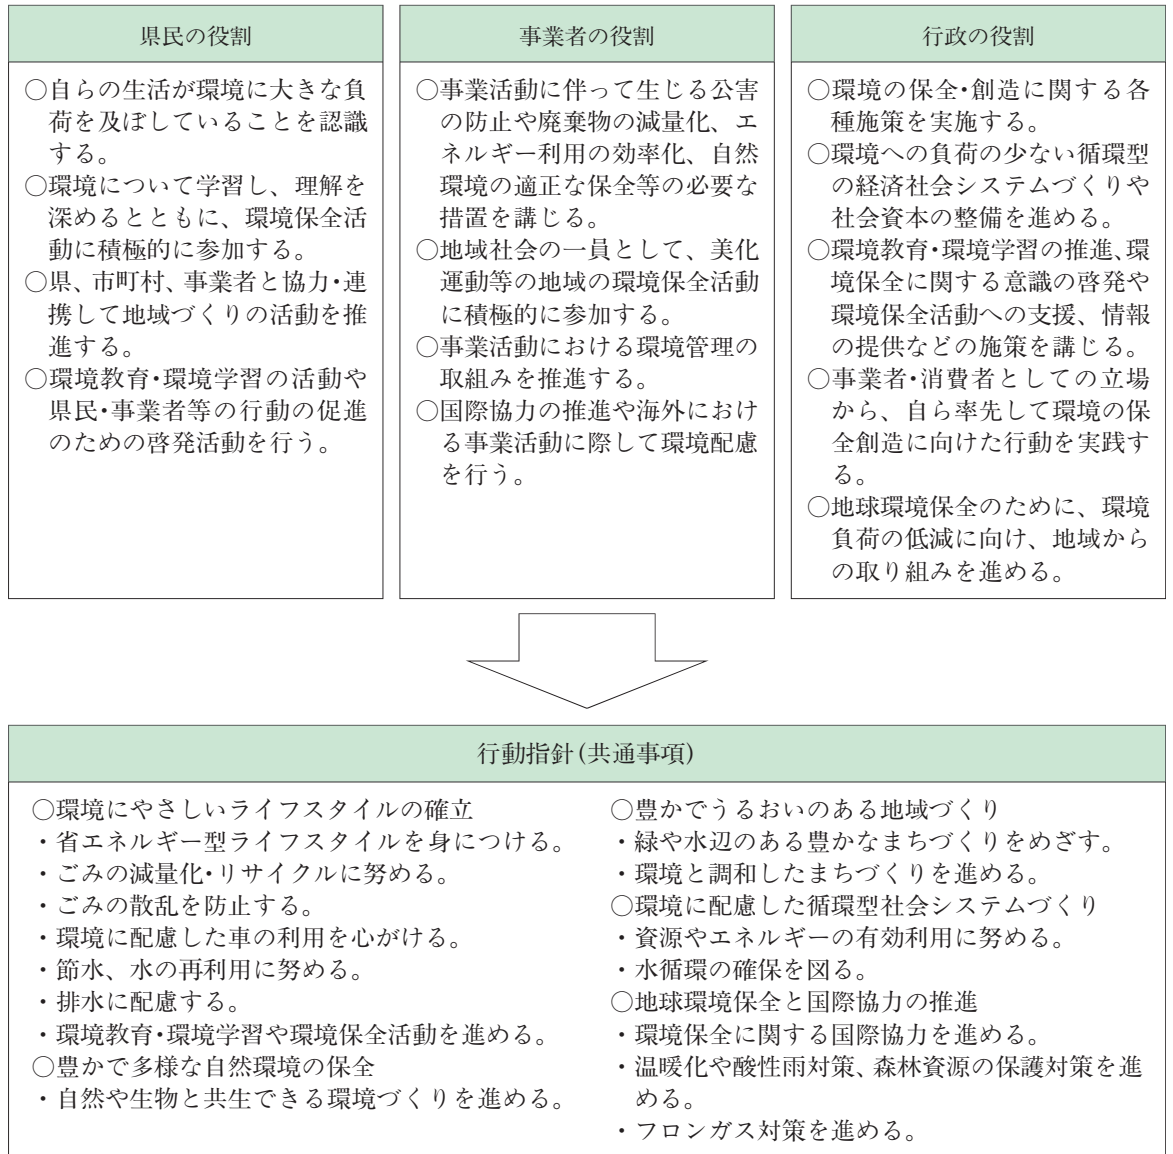 県民の役割
○自らの生活が環境に大きな負
荷を及ぼしていることを認識
する。
○環境について学習し、理解を
深めるとともに、環境保全活
動に積極的に参加する。
○県、市町村、事業者と協力・連
携して地域づくりの活動を推
進する。
○環境教育・環境学習の活動や
県民・事業者等の行動の促進
のための啓発活動を行う。
事業者の役割
○事業活動に伴って生じる公害
の防止や廃棄物の減量化、エ
ネルギー利用の効率化、自然
環境の適正な保全等の必要な
措置を講じる。
○地域社会の一員として、美化
運動等の地域の環境保全活動
に積極的に参加する。
○事業活動における環境管理の
取組みを推進する。
○国際協力の推進や海外におけ
る事業活動に際して環境配慮
を行う。
行政の役割
○環境の保全・創造に関する各
種施策を実施する。
○環境への負荷の少ない循環型
の経済社会システムづくりや
社会資本の整備を進める。
○環境教育・環境学習の推進、環
境保全に関する意識の啓発や
環境保全活動への支援、情報
の提供などの施策を講じる。
○事業者・消費者としての立場
から、自ら率先して環境の保
全創造に向けた行動を実践す
る。
○地球環境保全のために、環境
負荷の低減に向け、地域から
の取り組みを進める。
行動指針(共通事項)
○環境にやさしいライフスタイルの確立
・省エネルギー型ライフスタイルを身につける。
・ごみの減量化・リサイクルに努める。
・ごみの散乱を防止する。
・環境に配慮した車の利用を心がける。
・節水、水の再利用に努める。
・排水に配慮する。
・環境教育・環境学習や環境保全活動を進める。
○豊かで多様な自然環境の保全
・自然や生物と共生できる環境づくりを進める。
○豊かでうるおいのある地域づくり
・緑や水辺のある豊かなまちづくりをめざす。
・環境と調和したまちづくりを進める。
○環境に配慮した循環型社会システムづくり
・資源やエネルギーの有効利用に努める。
・水循環の確保を図る。
○地球環境保全と国際協力の推進
・環境保全に関する国際協力を進める。
・温暖化や酸性雨対策、森林資源の保護対策を進
める。
・フロンガス対策を進める。